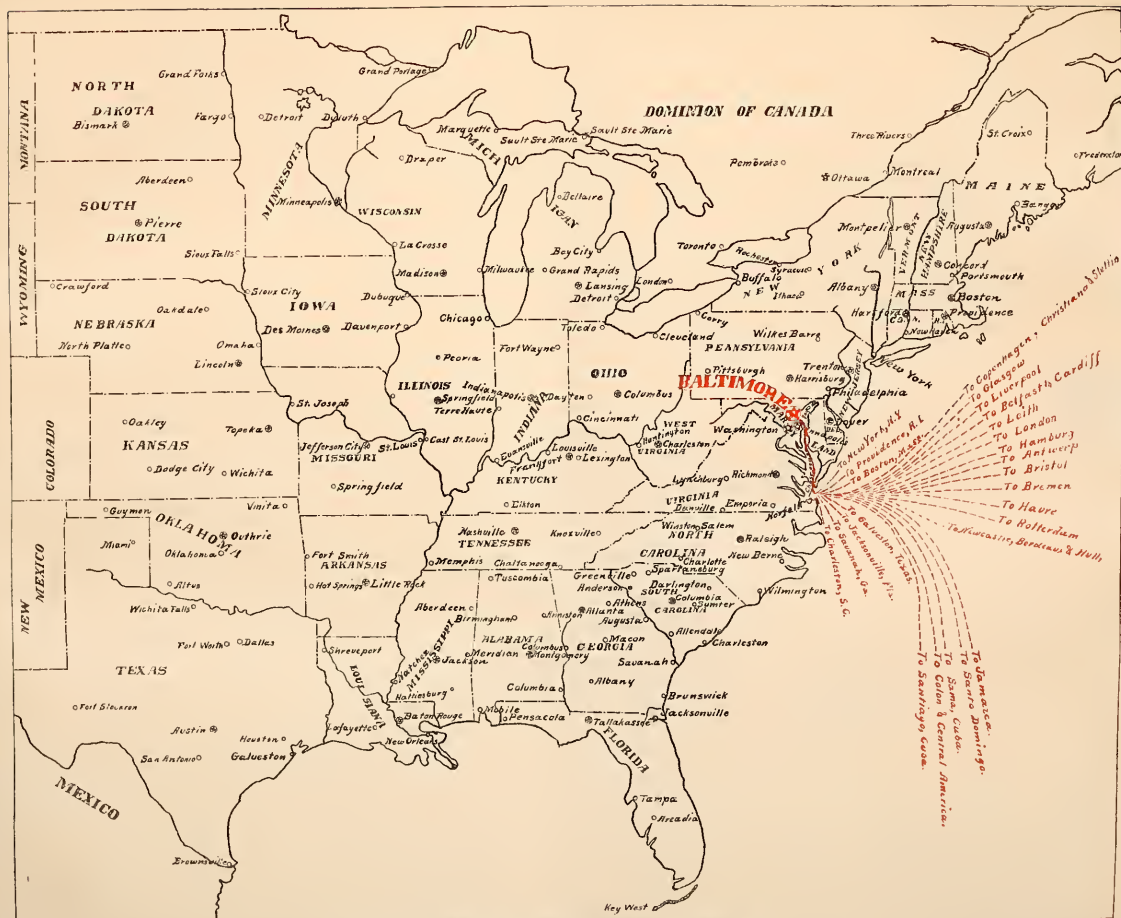 MONTANA
WYOMING
COLORADO
NEW MEXICO
NORTH DAKOTA
Bismark
Grand Forks
Fargo
Aberdeen
SOUTH DAKOTA
Pierre
Sioux Falls
Crawford
Oakdale
NEBRASKA
North Platte
Omaha
Lincoln
Oakley
KANSAS
Topeka
Dodge City
Wichita
Guymon
OKLAHOMA
Vinita
Guthrie
Miami
Oklahoma
Altus
Wichita Falls
Fort Worth
Dallas
TEXAS
Fort Stockton
Austin
Houston
San Antonio
Galveston
MEXICO
Brownsville
Grand Portage
Detroit
Duluth
MINNESOTA
Minneapolis
Draper
WISCONSIN
La Crosse
Madison
Milwaukee
Sioux City
IOWA
Dubuque
Des Moines
Davenport
Chicago
Peoria
ILLINOIS
Springfield
St. Joseph
Jefferson City
St. Louis
East St. Louis
MISSOURI
Springfield
Fort Smith
ARKANSAS
Hot Springs
Little Rock
Shreveport
LOUISIANA
Lafayette
Baton Rouge
New Orleans
Marquette
MICH
IGAN
Sault Ste Marie
Sault Ste Marie
Bellaire
Bay City
Grand Rapids
Lansing
Detroit
Fort Wayne
Toledo
Indianapolis
INDIANA
Terre Haute
Evansville
OHIO
Dayton
Columbus
Cincinnati
Cleveland
Louisville
Frankfort
Lexington
KENTUCKY
Elkton
Nashville
TENNESSEE
Knoxville
Memphis
Chattanooga
Tuscombia
Aberdeen
Birmingham
Anniston
ALABAMA
Columbus
Meridian
Montgomery
Jackson
Natchez
MISSISSIPPI
Hattiesburg
Mobile
Pensacola
Columbia
Albany
GEORGIA
Macon
Atlanta
Athens
Augusta
Savanah
Brunswick
Jacksonville
Tallahassee
FLORIDA
Tampa
Arcadia
Key West
DOMINION OF CANADA
Three Rivers
Pembroks
Ottawa
Montreal
St. Croix
Toronto
London
MAINE
Bangor
Augusta
Montpelier
VERMONT
NEW HAMPSHIRE
Concord
Portsmouth
Rochester
Syracuse
Buffalo
NEW YORK
Ithaca
Albany
MASS
Boston
Hartford
Providence
New Haven
New York
Corry
Wilkes Barre
PEANSYLVANIA
Pittsburgh
Harrisburg
Trenton
NEW JERSEY
Philadelphia
BALTIMORE
Dover
Washington
WEST VIRGINIA
Huntington
Charleston
Lynchburg
Richmond
VIRGINIA
Danville
Emporia
Norfolk
Winston Salem
NORTH CAROLINA
Raleigh
New Berne
Charlotte
Wilmington
Greenville
Spartansburg
Anderson
Darlington
SOUTH CAROLINA
Columbia
Sumter
Allendale
Charleston
To New York, N.Y
To Providence, R.I.
To Boston, Mass.
To Copenhagen, Christiano & Stettin
To Glasgow
To Liverpool
To Belfast & Cardiff
To Leith
To London
To Hamburg
To Antwerp
To Bristol
To Bremen
To Havre
To Rotterdam
To Newcastle, Bordeaux & Hull,
To Galveston, Texas.
To Jacksonville, Fla.
To Savanah, Ga.
To Charleston, S.C.
To Jamaca.
To Santo Domingo.
To Sama, Cuba.
To Colon & Central America.
To Santiago, Cuba.